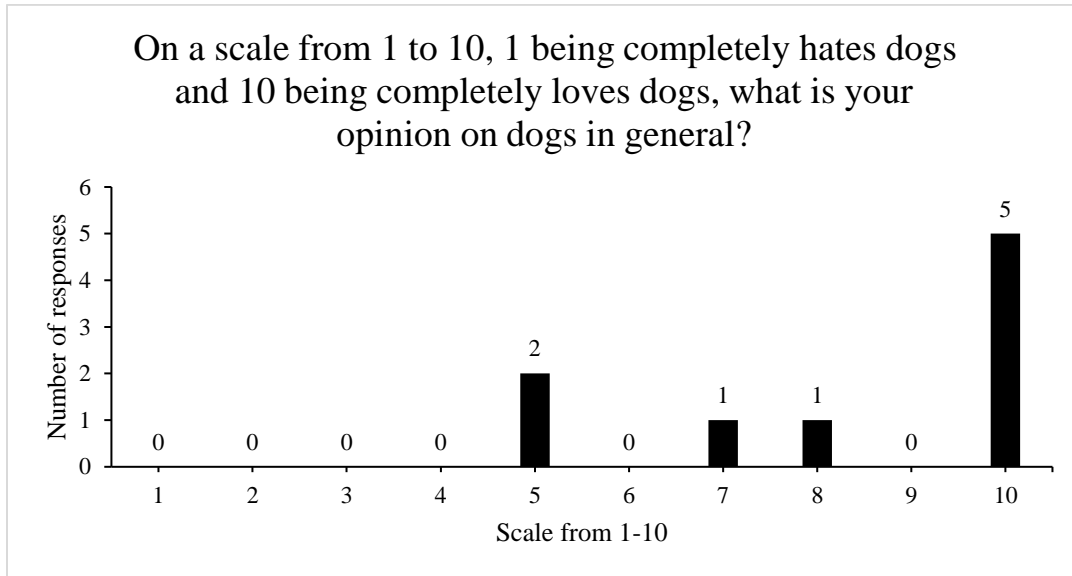 On a scale from 1 to 10, 1 being completely hates dogs
and 10 being completely loves dogs, what is your
opinion on dogs in general?
6
5
4
3
2
1
0
Number of responses
0 0 0 0 2 0 1 1 0 5
1 2 3 4 5 6 7 8 9 10
Scale from 1-10